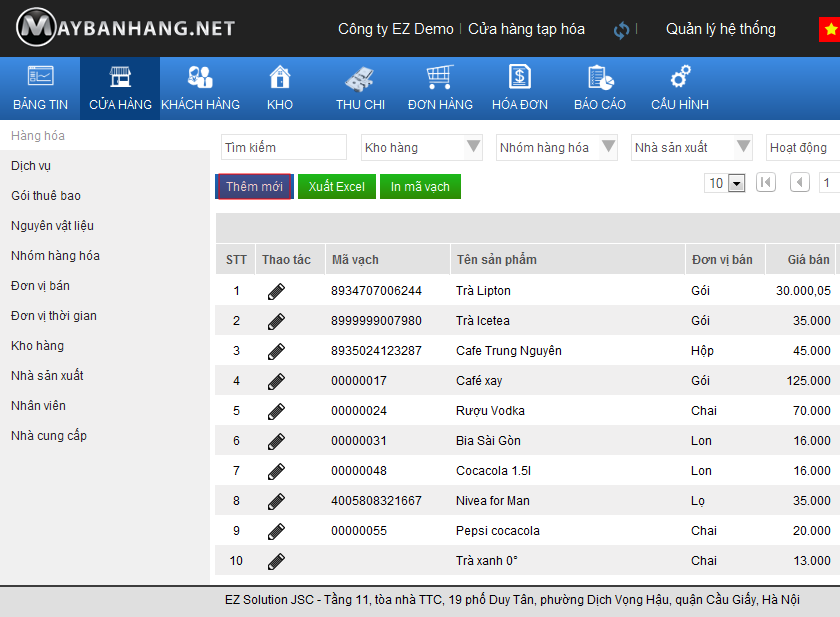 MAYBANHANG.NET
Công ty EZ Demo | Cửa hàng tạp hóa | Quản lý hệ thống
BẢNG TIN CỬA HÀNG KHÁCH HÀNG KHO THU CHI ĐƠN HÀNG HÓA ĐƠN BÁO CÁO CẤU HÌNH
Hàng hóa
Dịch vụ
Gói thuê bao
Nguyên vật liệu
Nhóm hàng hóa
Đơn vị bán
Đơn vị thời gian
Kho hàng
Nhà sản xuất
Nhân viên
Nhà cung cấp
Tìm kiếm Kho hàng Nhóm hàng hóa Nhà sản xuất Hoạt động
Thêm mới Xuất Excel In mã vạch 10 1
STT Thao tác Mã vạch Tên sản phẩm Đơn vị bán Giá bán
1 8934707006244 Trà Lipton Gói 30.000,05
2 8999999007980 Trà Icetea Gói 35.000
3 8935024123287 Cafe Trung Nguyên Hộp 45.000
4 00000017 Café xay Gói 125.000
5 00000024 Rượu Vodka Chai 70.000
6 00000031 Bia Sài Gòn Lon 16.000
7 00000048 Cocacola 1.5l Lon 16.000
8 4005808321667 Nivea for Man Lọ 35.000
9 00000055 Pepsi cocacola Chai 20.000
10 Trà xanh 0° Chai 13.000
EZ Solution JSC - Tầng 11, tòa nhà TTC, 19 phố Duy Tân, phường Dịch Vọng Hậu, quận Cầu Giấy, Hà Nội